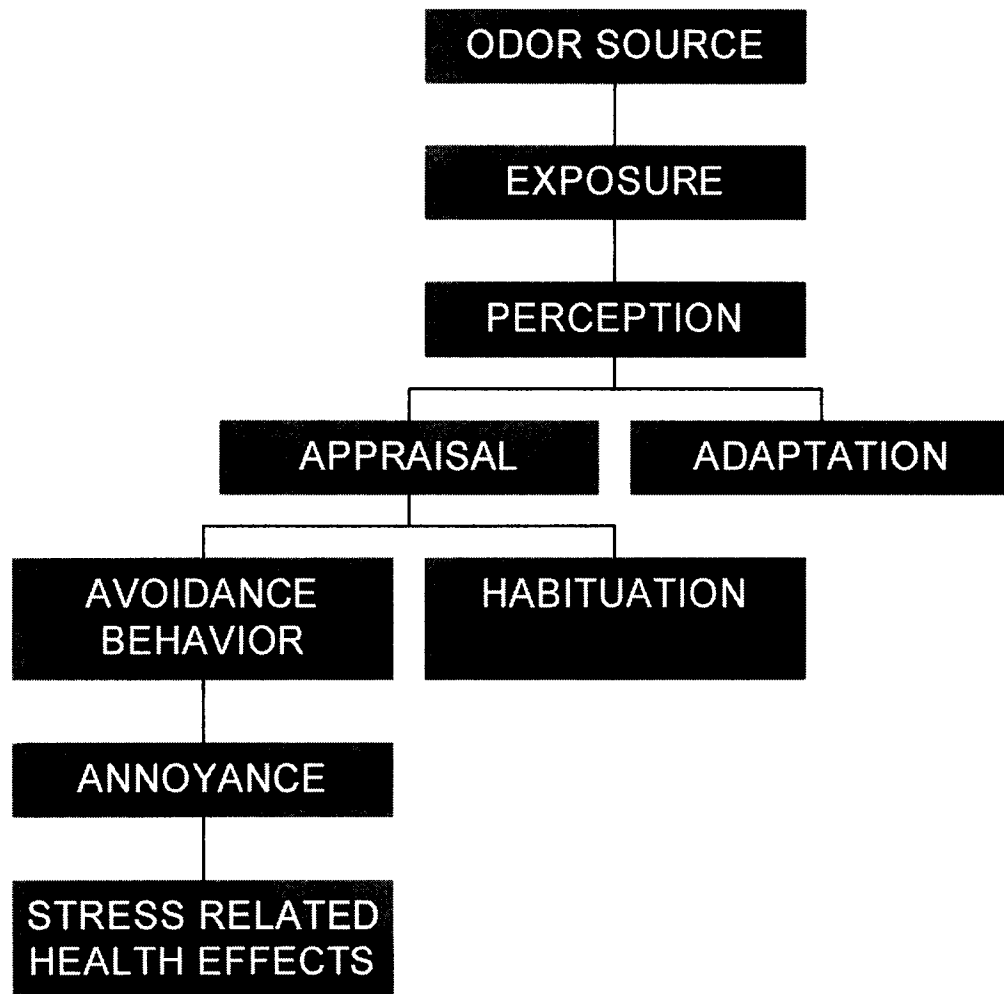 ODOR SOURCE
EXPOSURE
PERCEPTION
APPRAISAL
ADAPTATION
AVOIDANCE
BEHAVIOR
HABITUATION
ANNOYANCE
STRESS RELATED
HEALTH EFFECTS